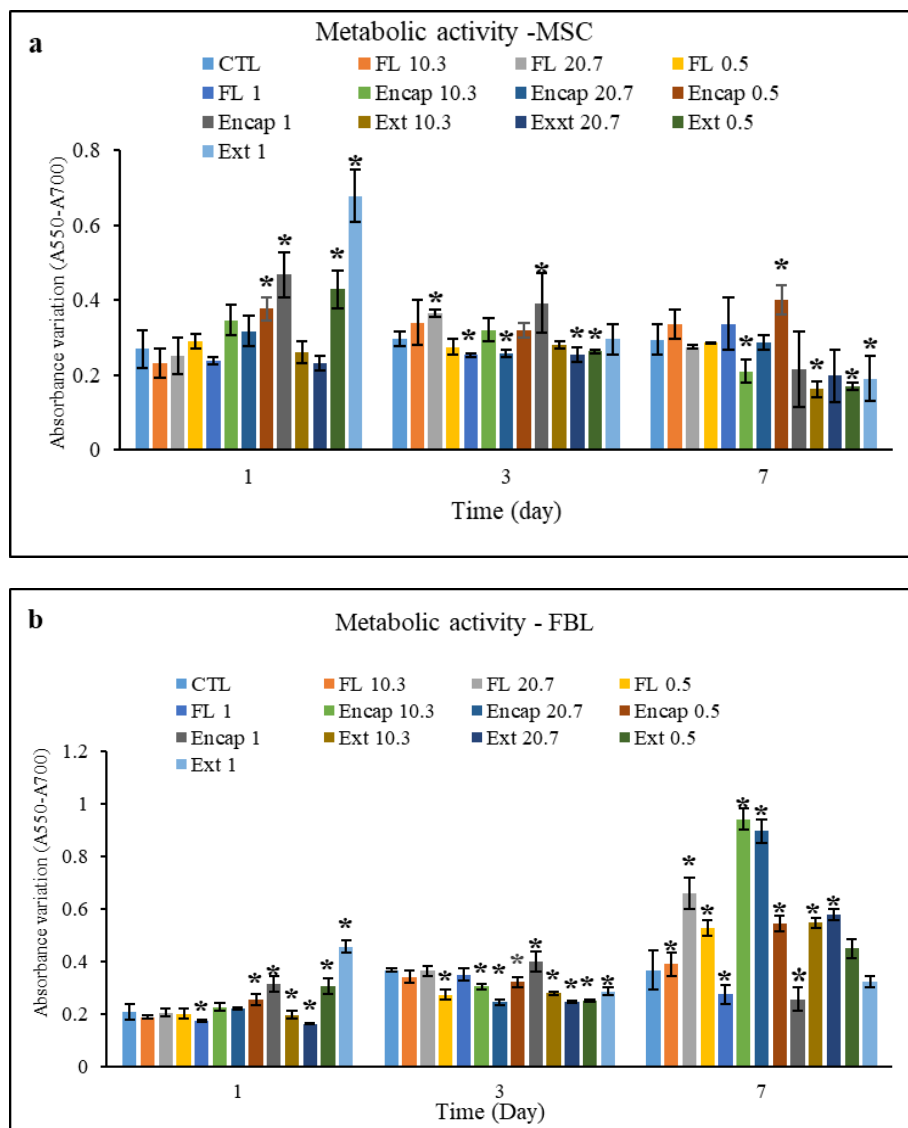 a
Metabolic activity -MSC
CTL FL 10.3 FL 20.7 FL 0.5
FL 1 Encap 10.3 Encap 20.7 Encap 0.5
Encap 1 Ext 10.3 Exxt 20.7 Ext 0.5
Ext 1
Absorbance variation (A550-A700)
0.8
0.6
0.4
0.2
0
* * * *
* * * * * *
* * * * *
1 3 7
Time (day)
b
Metabolic activity - FBL
CTL FL 10.3 FL 20.7 FL 0.5
FL 1 Encap 10.3 Encap 20.7 Encap 0.5
Encap 1 Ext 10.3 Ext 20.7 Ext 0.5
Ext 1
Absorbance variation (A550-A700)
1.2
1
0.8
0.6
0.4
0.2
0
* * * * * * *
* * * * * * * * *
* * * * * * * * * *
1 3 7
Time (Day)